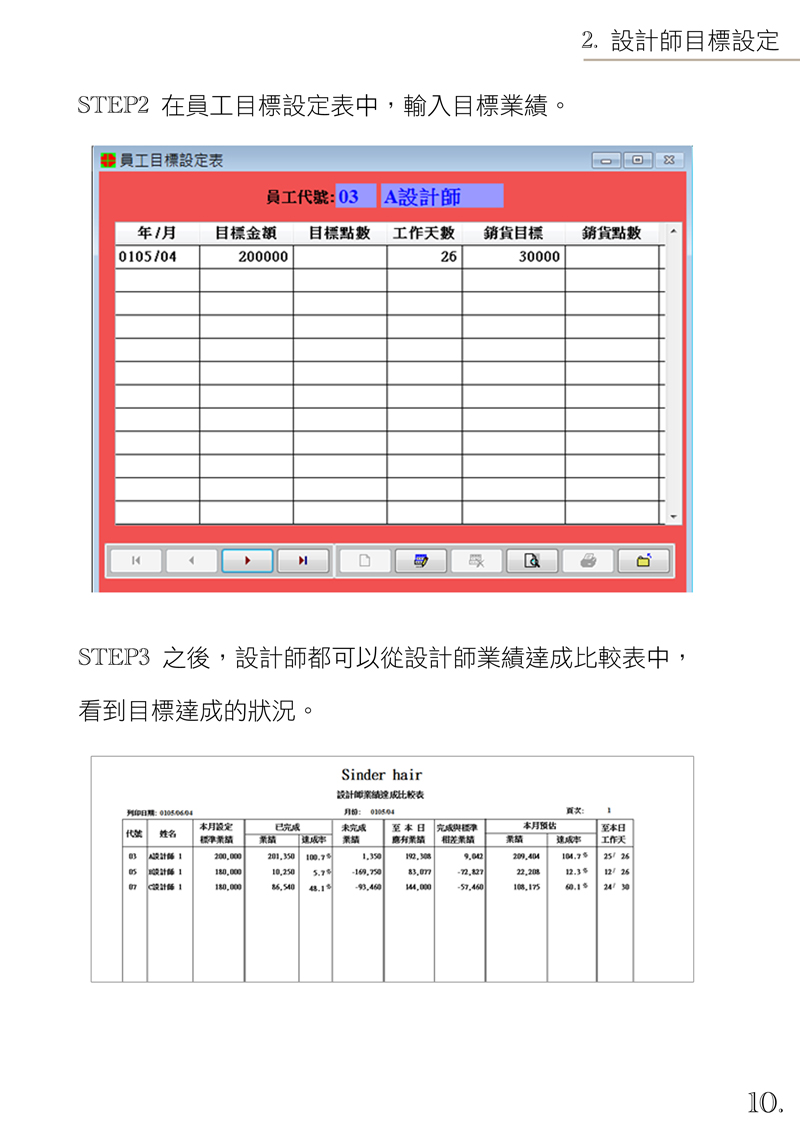 2. 設計師目標設定
STEP2 在員工目標設定表中，輸入目標業績。
員工目標設定表
員工代號: 03 A設計師
年/月 目標金額 目標點數 工作天數 銷貨目標 銷貨點數
0105/04 200000 26 30000
STEP3 之後，設計師都可以從設計師業績達成比較表中，
看到目標達成的狀況。
Sinder hair
設計師業績達成比較表
列印日期: 0105/06/04 月份: 0105/04 頁次: 1
代號 姓名 本月設定 已完成 未完成 至 本 日 完成與標準 本月預估 至本日
標準業績 業績 達成率 業績 應有業績 相差業績 業績 達成率 工作天
03 A設計師 1 200,000 201,350 100.7% 1,350 192,308 9,042 209,404 104.7% 25/ 26
05 B設計師 1 180,000 10,250 5.7% -169,750 83,077 -72,827 22,208 12.3% 12/ 26
07 C設計師 1 180,000 86,540 48.1% -93,460 144,000 -57,460 108,175 60.1% 24/ 30
10.